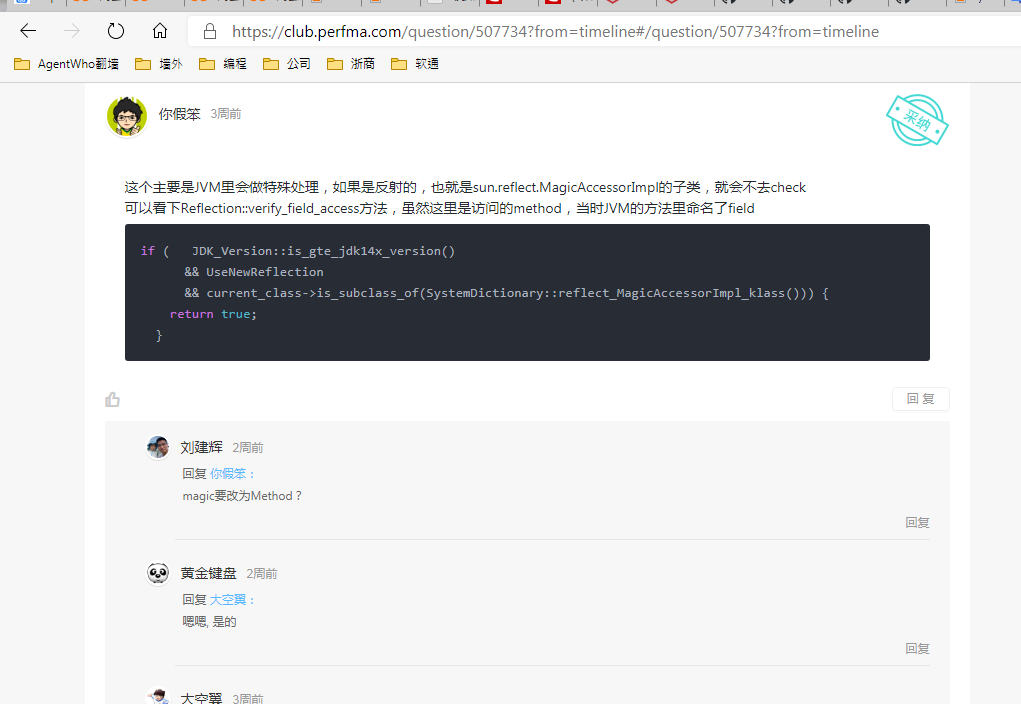 https://club.perfma.com/question/507734?from=timeline#/question/507734?from=timeline
AgentWho翻墙 墙外 编程 公司 浙商 软通
你假笨 3周前
采纳
这个主要是JVM里会做特殊处理，如果是反射的，也就是sun.reflect.MagicAccessorImpl的子类，就会不去check
可以看下Reflection::verify_field_access方法，虽然这里是访问的method，当时JVM的方法里命名了field
if (   JDK_Version::is_gte_jdk14x_version()
&& UseNewReflection
&& current_class->is_subclass_of(SystemDictionary::reflect_MagicAccessorImpl_klass())) {
return true;
}
回 复
刘建辉 2周前
回复 你假笨：
magic要改为Method？
回复
黄金键盘 2周前
回复 大空翼：
嗯嗯, 是的
回复
大空翼 3周前